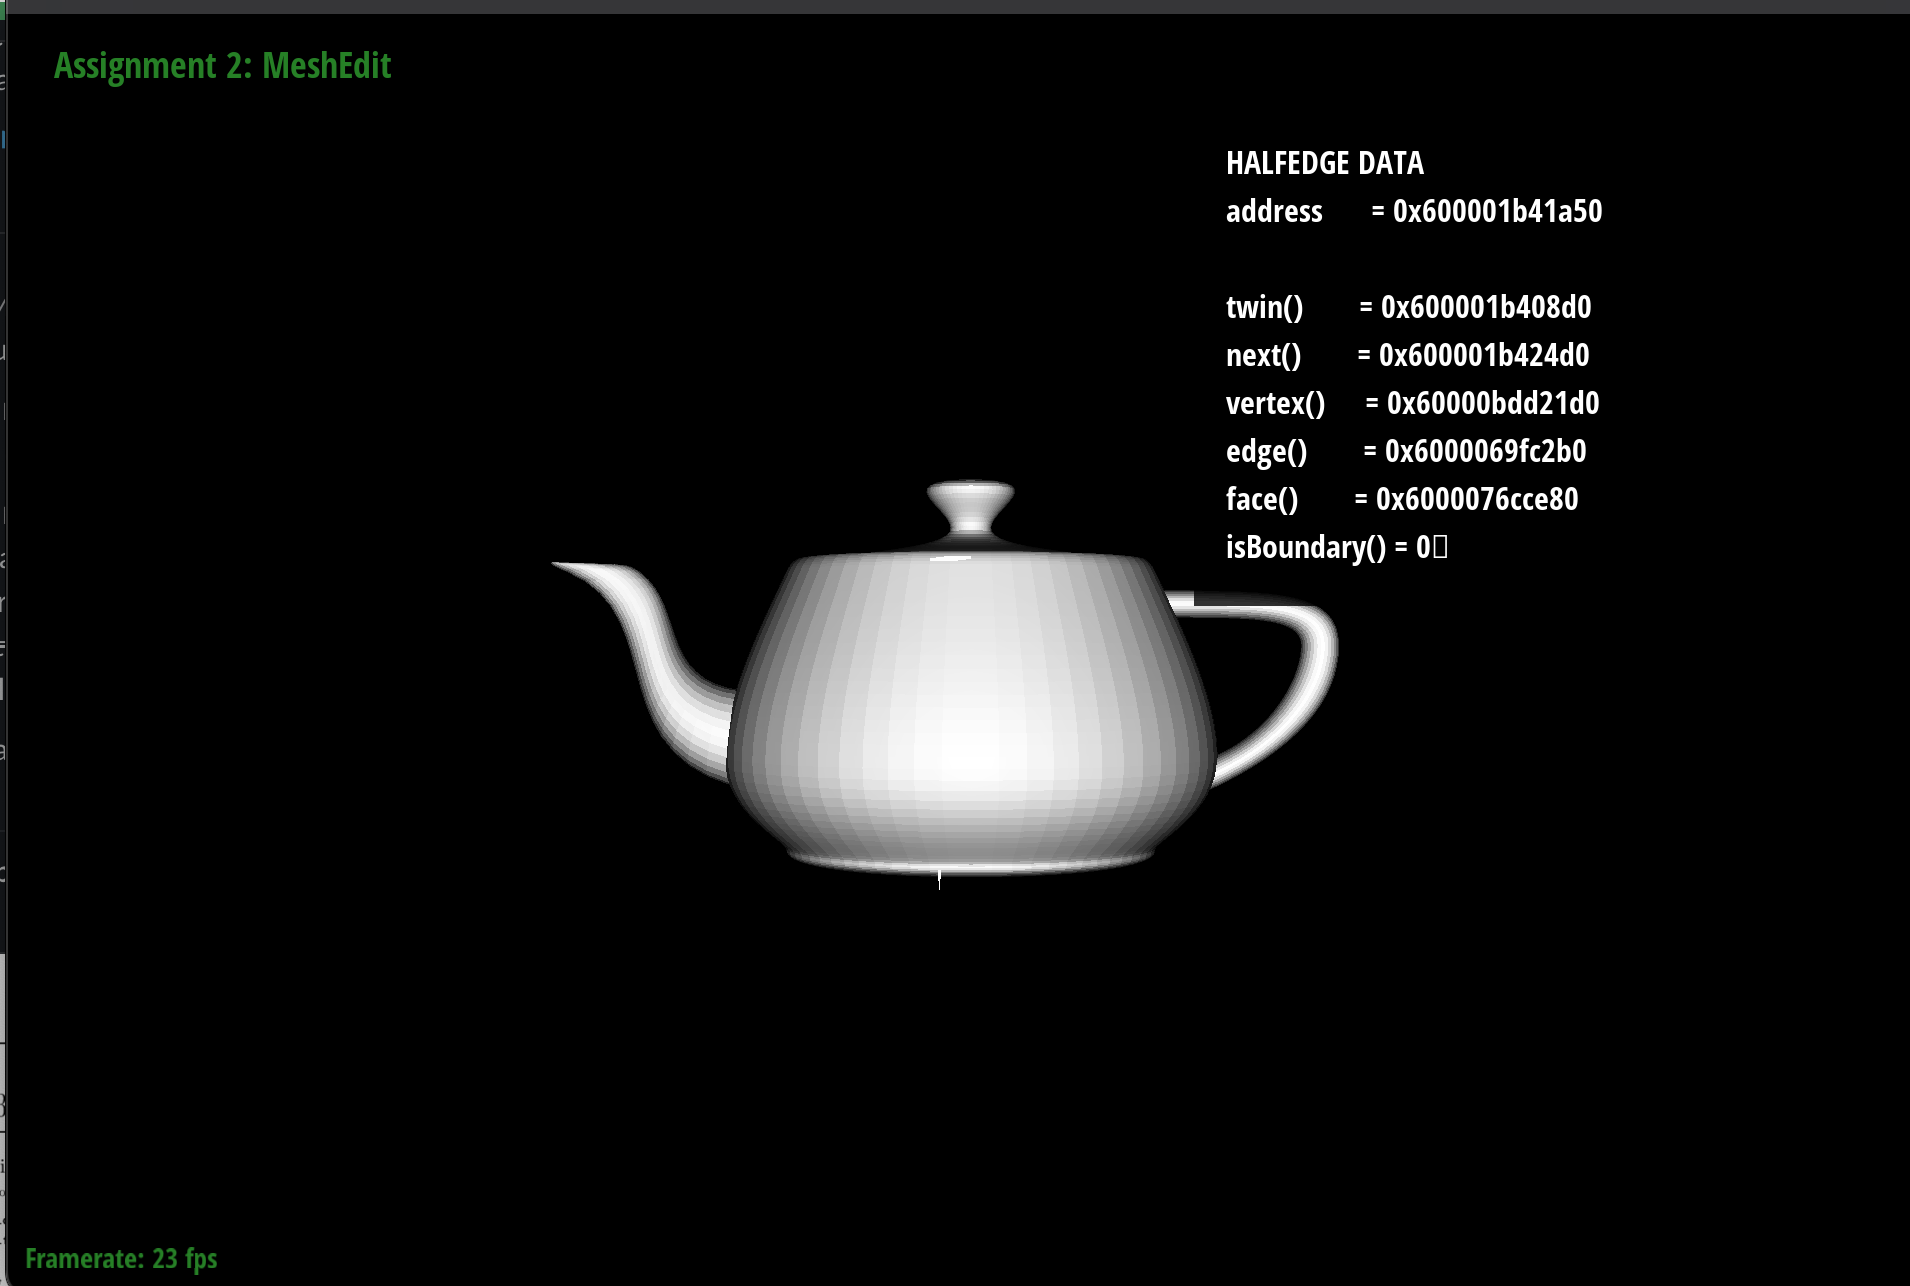 Assignment 2: MeshEdit
HALFEDGE DATA
address = 0x600001b41a50
twin() = 0x600001b408d0
next() = 0x600001b424d0
vertex() = 0x60000bdd21d0
edge() = 0x6000069fc2b0
face() = 0x6000076cce80
isBoundary() = 0
Framerate: 23 fps